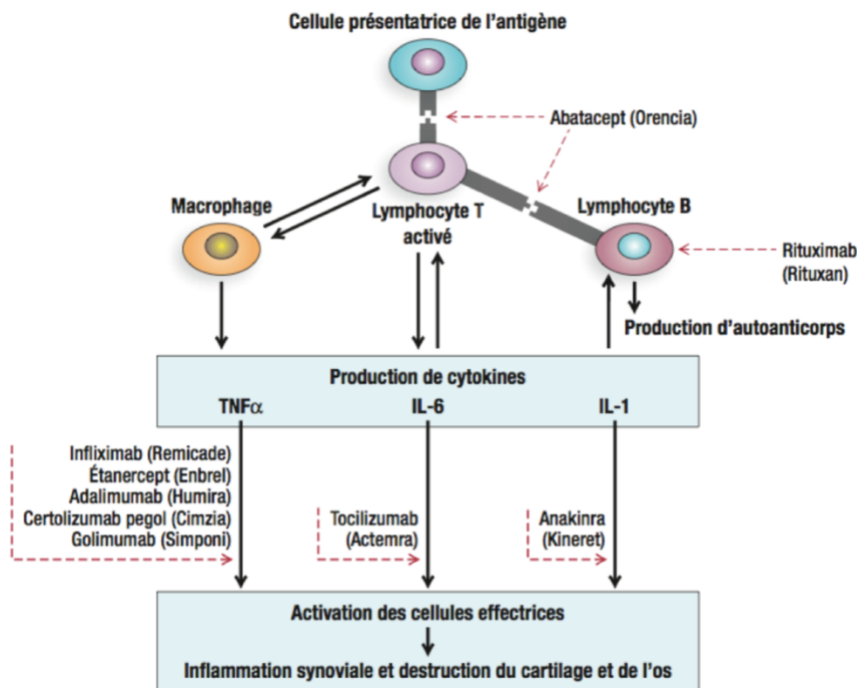 Cellule présentatrice de l'antigène
Abatacept (Orencia)
Macrophage
Lymphocyte T
activé
Lymphocyte B
Rituximab
(Rituxan)
Production d'autoanticorps
Production de cytokines
TNFα
IL-6
IL-1
Infliximab (Remicade)
Étanercept (Enbrel)
Adalimumab (Humira)
Certolizumab pegol (Cimzia)
Golimumab (Simponi)
Tocilizumab
(Actemra)
Anakinra
(Kineret)
Activation des cellules effectrices
Inflammation synoviale et destruction du cartilage et de l'os